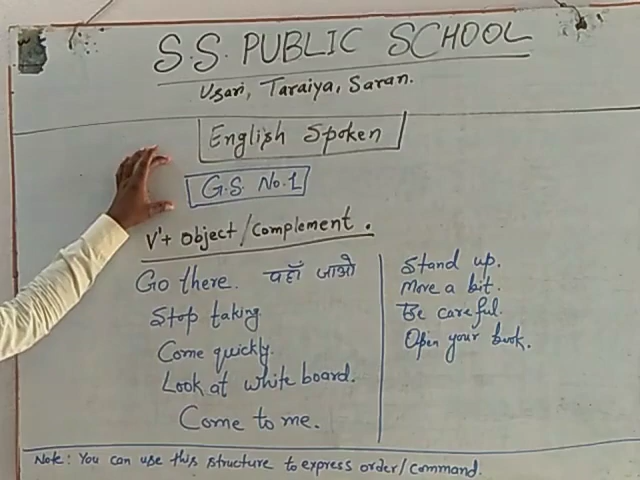 S.S. PUBLIC SCHOOL
Usari, Taraiya, Saran.
English Spoken
G.S. No.1
V¹+ Object/Complement.
Go there. यहाँ जाओ
Stop taking.
Come quickly.
Look at white board.
Come to me.
Stand up.
Move a bit.
Be careful.
Open your book.
Note: You can use this structure to express order/command.